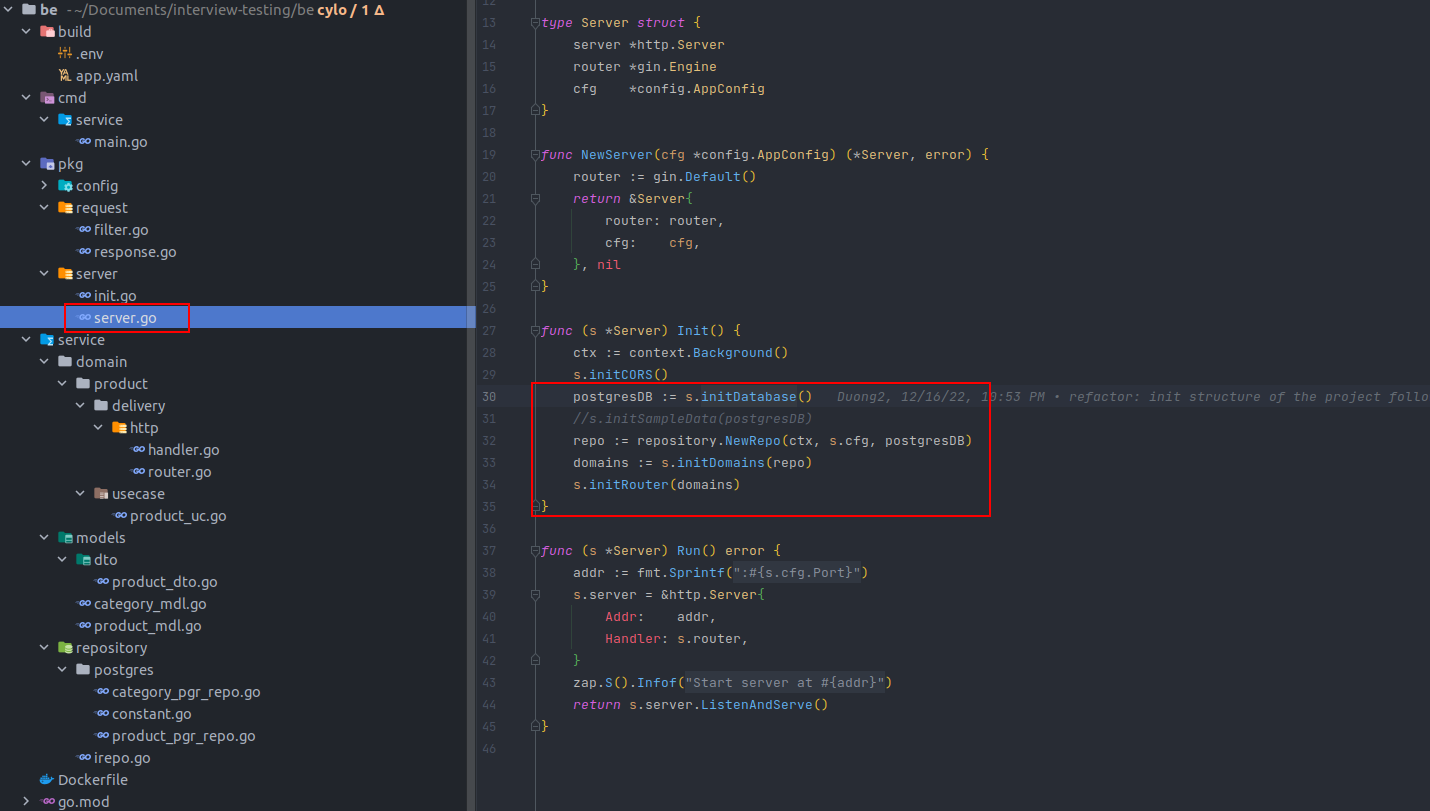 be - ~/Documents/interview-testing/be cylo / 1 Δ
build
.env
app.yaml
cmd
service
main.go
pkg
config
request
filter.go
response.go
server
init.go
server.go
service
domain
product
delivery
http
handler.go
router.go
usecase
product_uc.go
models
dto
product_dto.go
category_mdl.go
product_mdl.go
repository
postgres
category_pgr_repo.go
constant.go
product_pgr_repo.go
irepo.go
Dockerfile
go.mod
12
13 type Server struct {
14 server *http.Server
15 router *gin.Engine
16 cfg *config.AppConfig
17 }
18
19 func NewServer(cfg *config.AppConfig) (*Server, error) {
20 router := gin.Default()
21 return &Server{
22 router: router,
23 cfg: cfg,
24 }, nil
25 }
26
27 func (s *Server) Init() {
28 ctx := context.Background()
29 s.initCORS()
30 postgresDB := s.initDatabase() Duong2, 12/16/22, 10:53 PM • refactor: init structure of the project follo
31 //s.initSampleData(postgresDB)
32 repo := repository.NewRepo(ctx, s.cfg, postgresDB)
33 domains := s.initDomains(repo)
34 s.initRouter(domains)
35 }
36
37 func (s *Server) Run() error {
38 addr := fmt.Sprintf(":#{s.cfg.Port}")
39 s.server = &http.Server{
40 Addr: addr,
41 Handler: s.router,
42 }
43 zap.S().Infof("Start server at #{addr}")
44 return s.server.ListenAndServe()
45 }
46